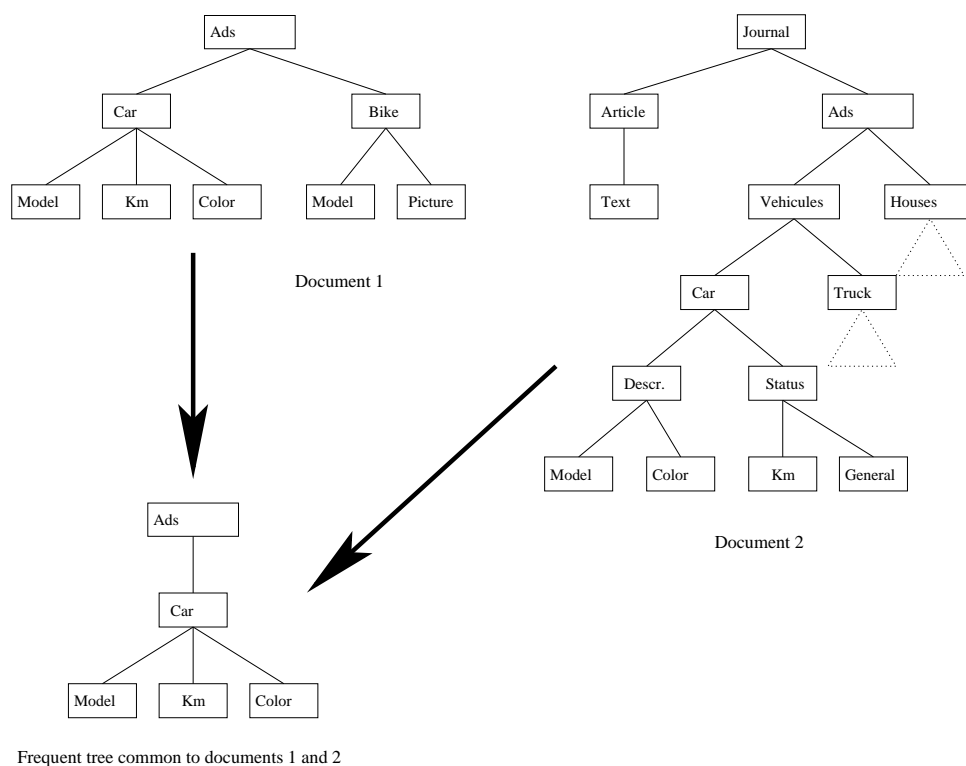 Ads
Car
Bike
Model
Km
Color
Model
Picture
Document 1
Journal
Article
Ads
Text
Vehicules
Houses
Car
Truck
Descr.
Status
Model
Color
Km
General
Document 2
Ads
Car
Model
Km
Color
Frequent tree common to documents 1 and 2